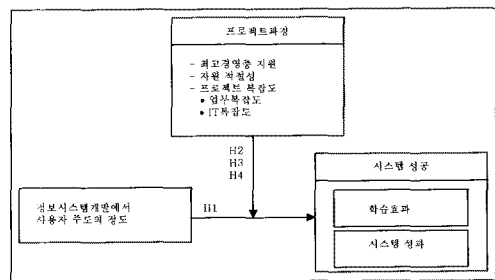 프로젝트과정
- 최고경영층 지원
- 자원 적절성
- 프로젝트 복잡도
• 업무복잡도
• IT복잡도
H2
H3
H4
시스템 성공
정보시스템개발에서
사용자 주도의 정도
H1
학습효과
시스템 성과